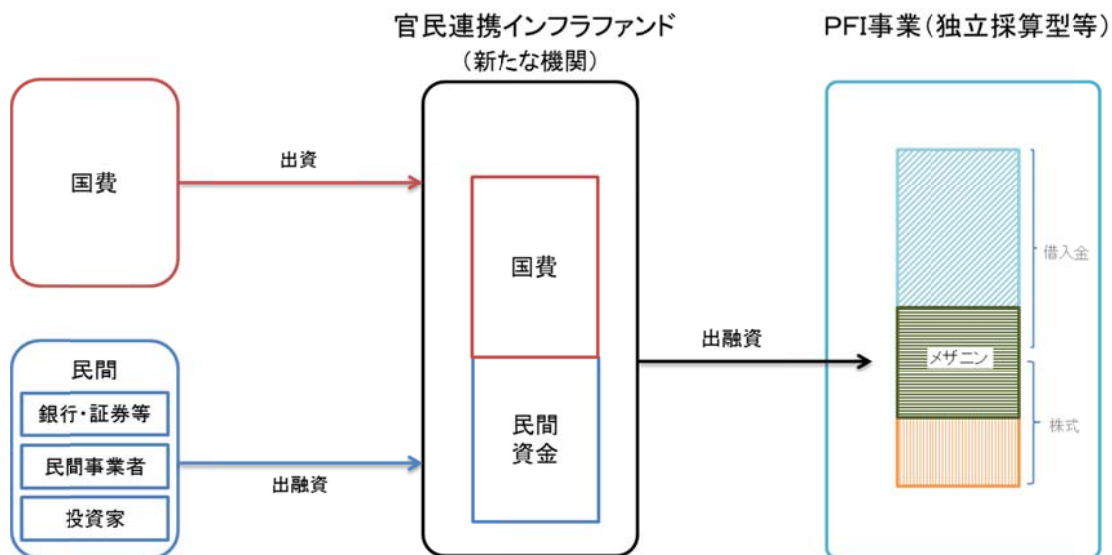 官民連携インフラファンド
（新たな機関）
PFI事業（独立採算型等）
国費
出資
国費
民間
資金
民間
銀行・証券等
民間事業者
投資家
出融資
出融資
借入金
メザニン
株式